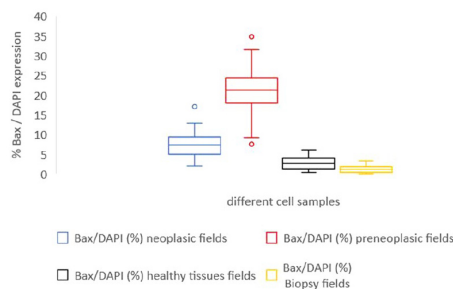 40
35
30
25
20
15
10
5
0
% Bax / DAPI expression
different cell samples
Bax/DAPI (%) neoplasic fields
Bax/DAPI (%) preneoplasic fields
Bax/DAPI (%) healthy tissues fields
Bax/DAPI (%)
Biopsy fields